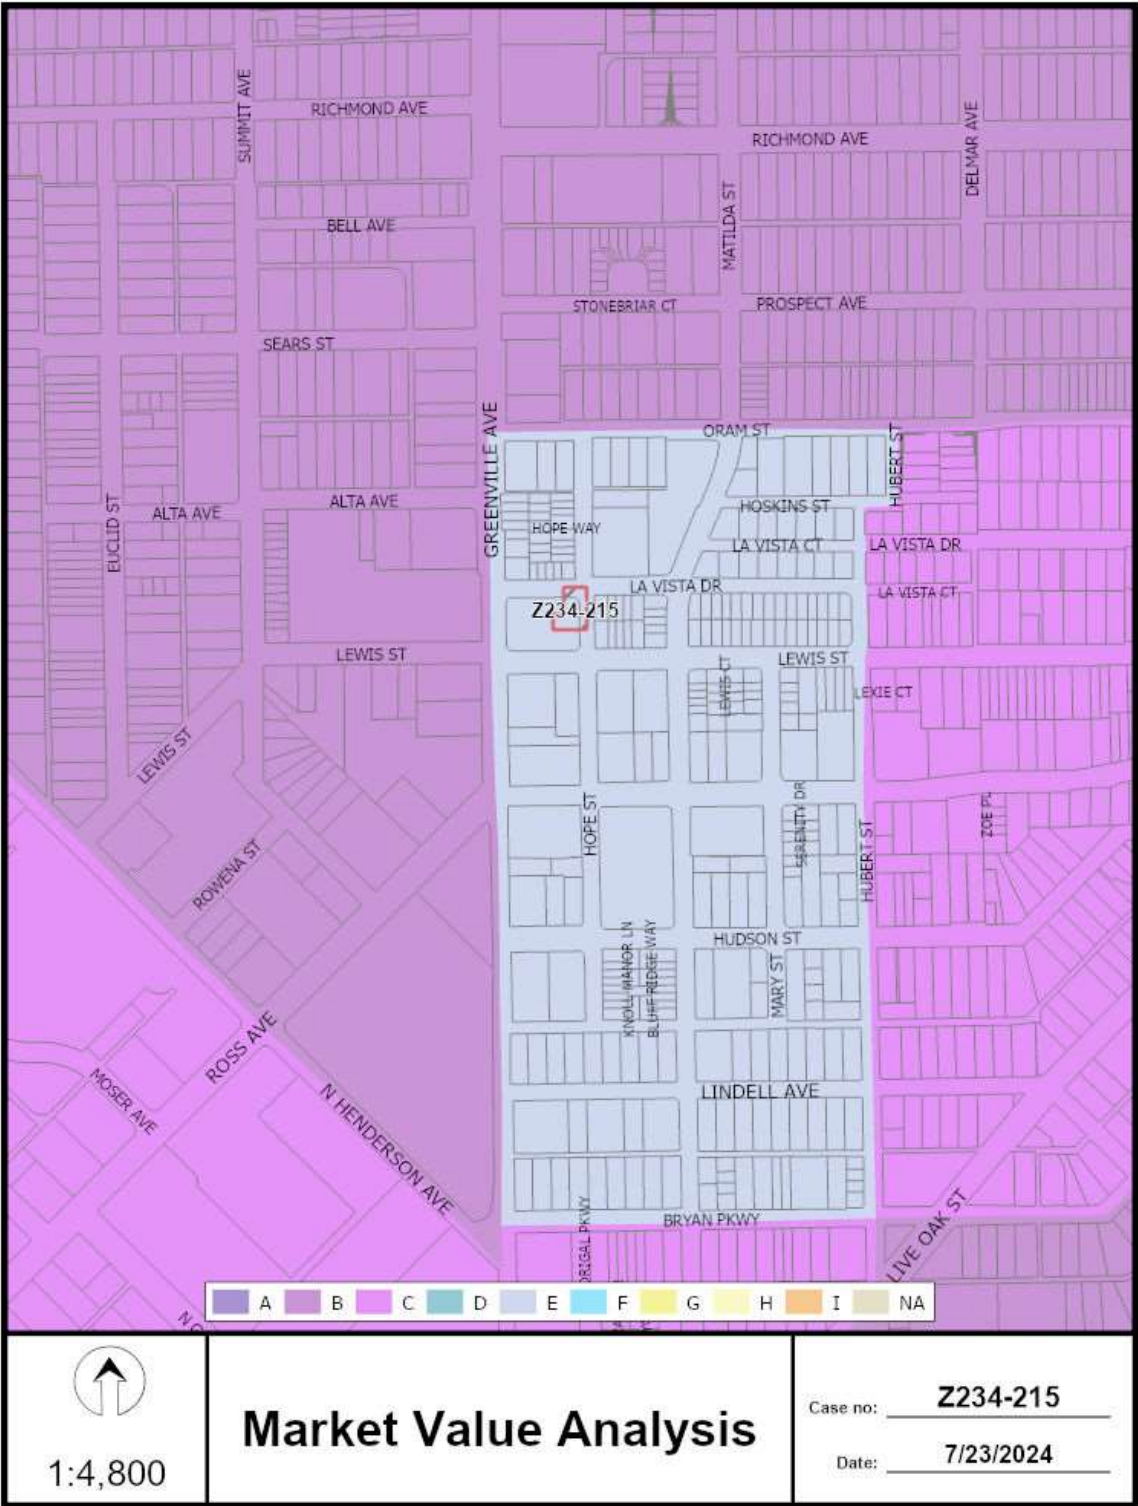 SUMMIT AVE
RICHMOND AVE
RICHMOND AVE
DELMAR AVE
MATILDA ST
BELL AVE
STONEBRIAR CT
PROSPECT AVE
SEARS ST
GREENVILLE AVE
ORAM ST
HUBERT ST
EUCLID ST
ALTA AVE
ALTA AVE
HOSKINS ST
HOPE WAY
LA VISTA CT
LA VISTA DR
LA VISTA DR
LA VISTA CT
Z234-215
LEWIS ST
LEWIS ST
LEWIS CT
LEXIE CT
LEWIS ST
HOPE ST
SERENITY DR
ZOE PL
HUBERT ST
ROWENA ST
HUDSON ST
KNOLL MANOR LN
BLUFF RIDGE WAY
MARY ST
ROSS AVE
MOSER AVE
N HENDERSON AVE
LINDELL AVE
BRYAN PKWY
LIVE OAK ST
A B C D E F G H I NA
1:4,800
Market Value Analysis
Case no: Z234-215
Date: 7/23/2024